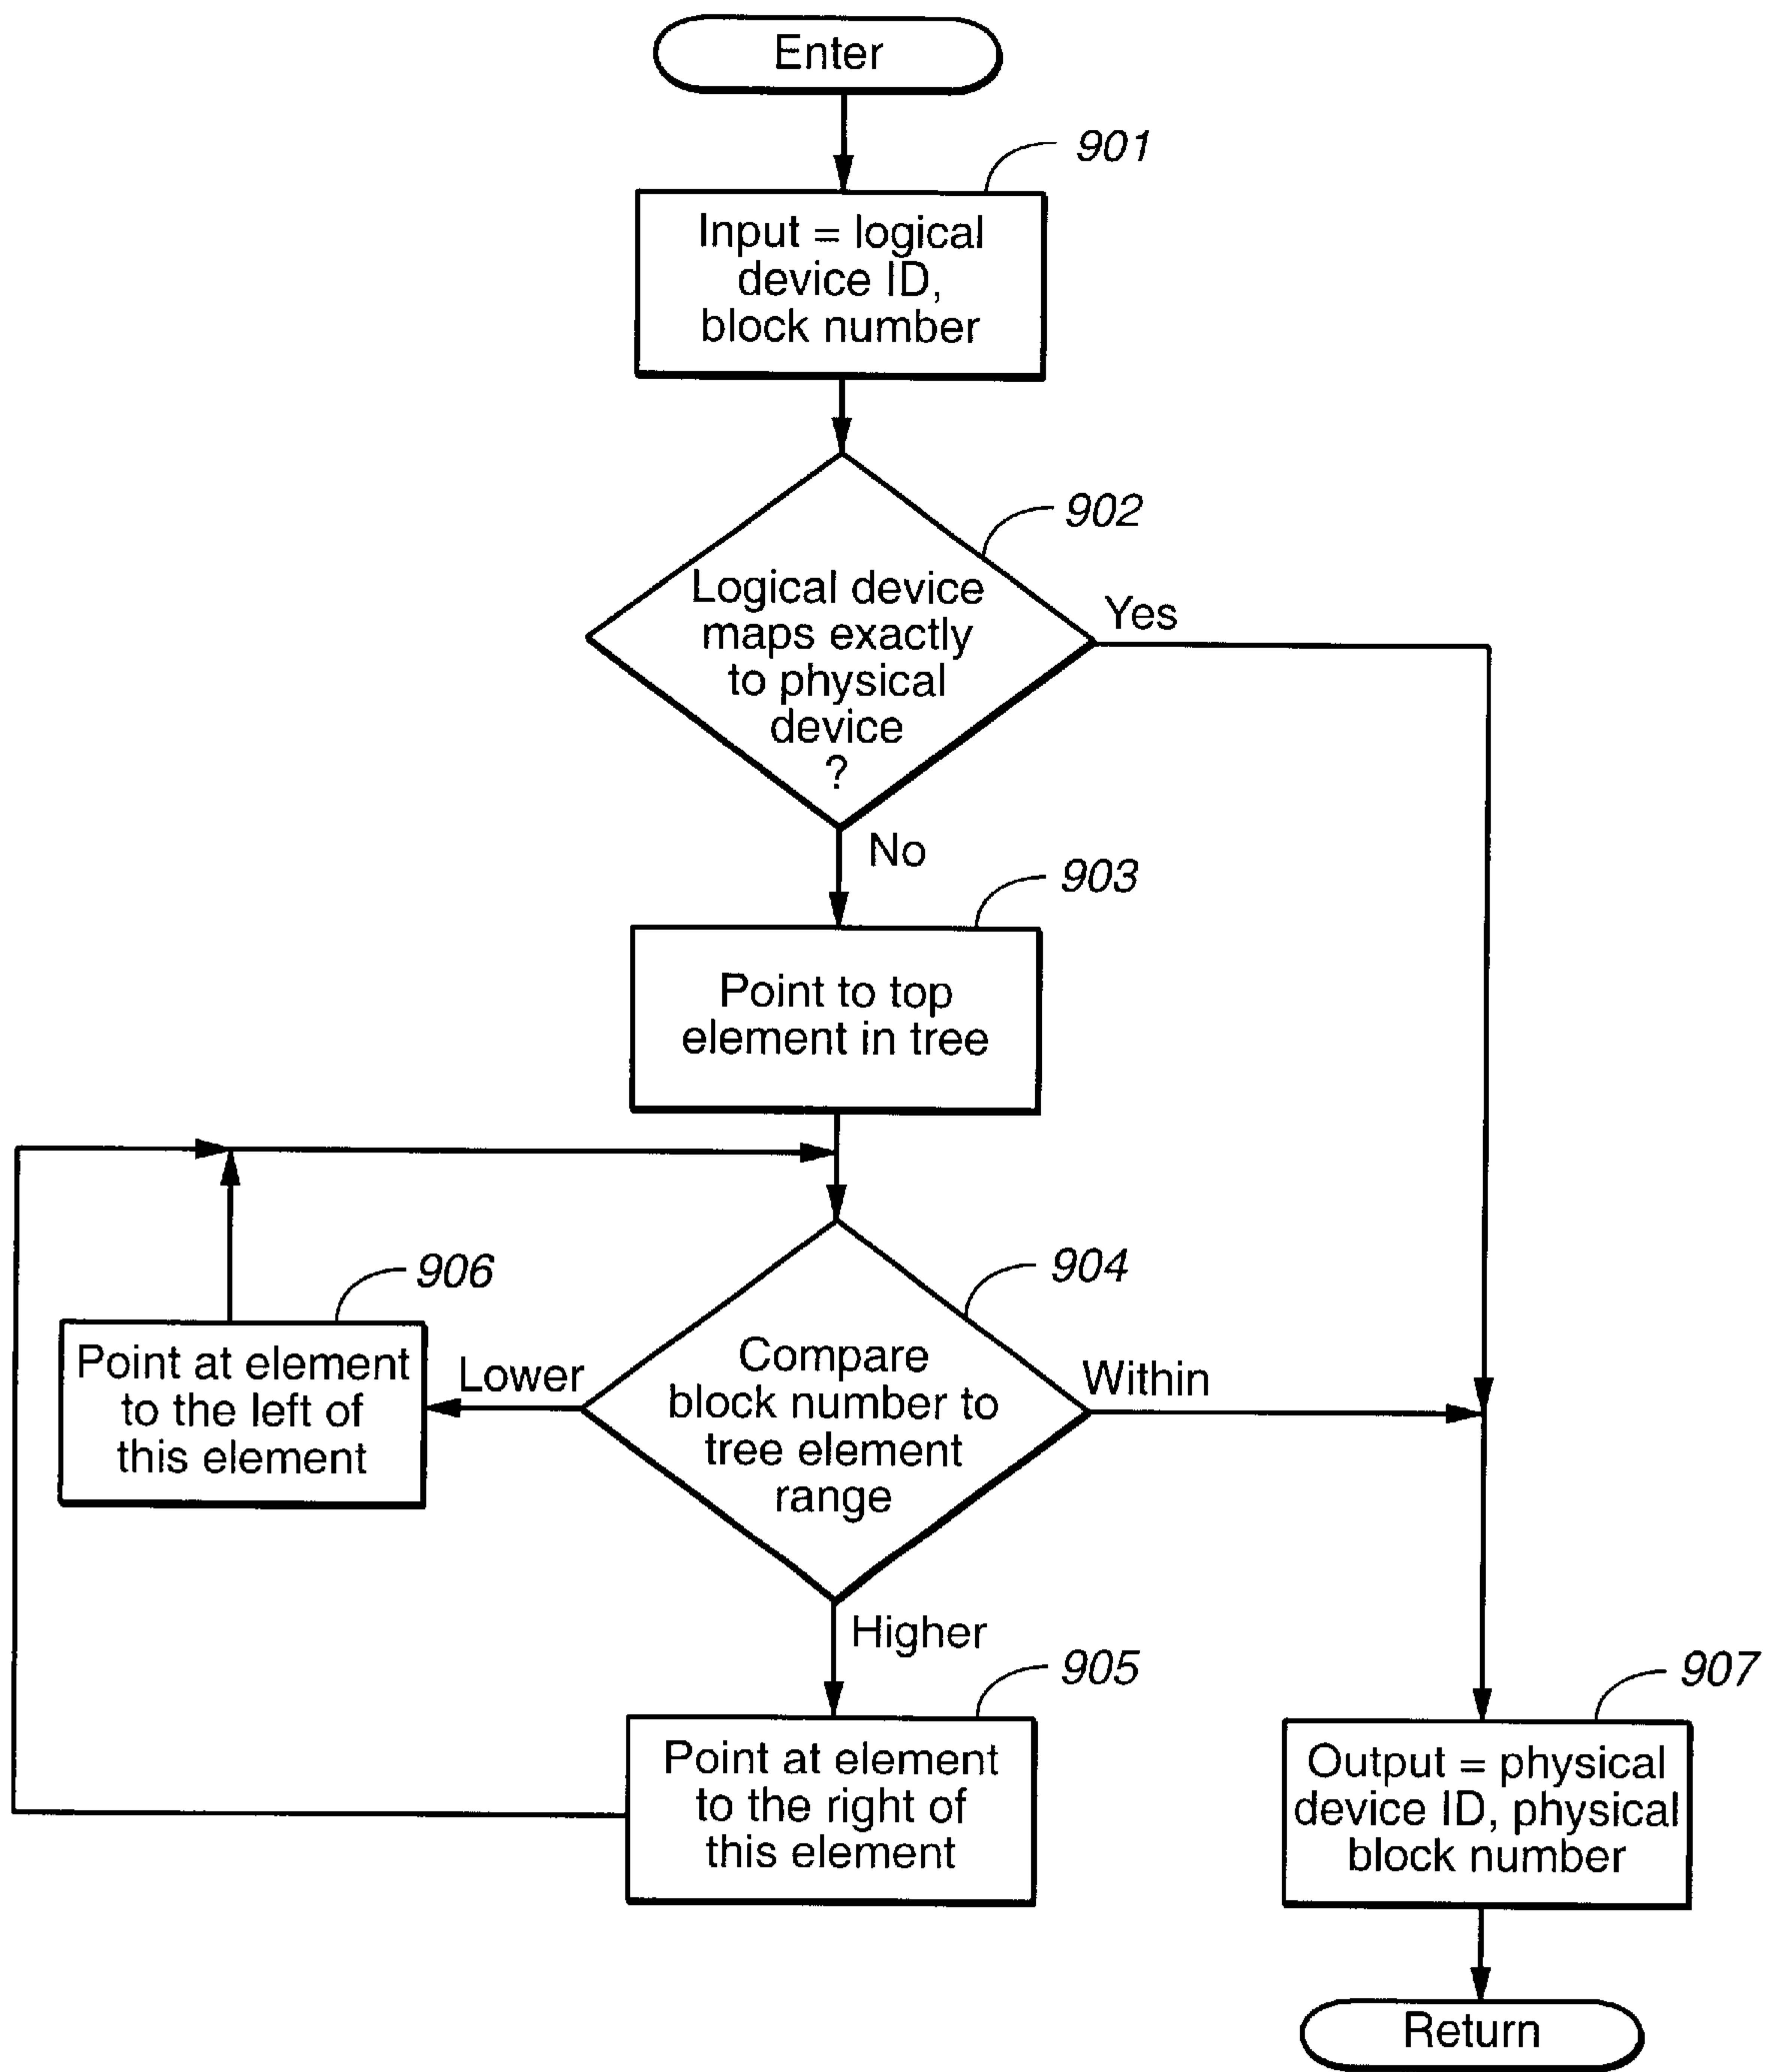 Enter
901
Input = logical
device ID,
block number
902
Logical device
maps exactly
to physical
device
?
Yes
No
903
Point to top
element in tree
906
904
Point at element
to the left of
this element
Lower
Compare
block number to
tree element
range
Within
Higher
905
907
Point at element
to the right of
this element
Output = physical
device ID, physical
block number
Return